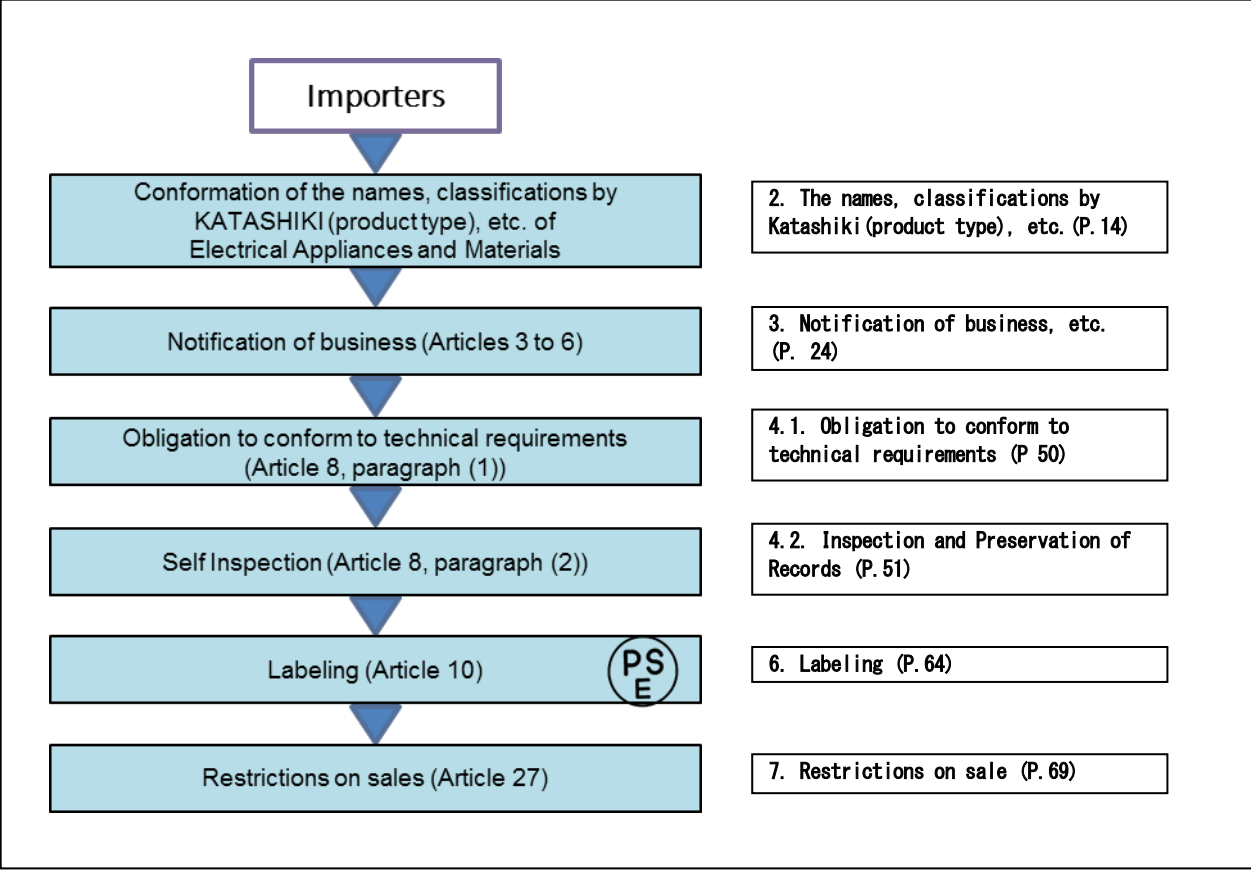 Importers
Conformation of the names, classifications by
KATASHIKI (product type), etc. of
Electrical Appliances and Materials
2. The names, classifications by
Katashiki(product type), etc.(P.14)
Notification of business (Articles 3 to 6)
3. Notification of business, etc.
(P. 24)
Obligation to conform to technical requirements
(Article 8, paragraph (1))
4.1. Obligation to conform to
technical requirements (P 50)
Self Inspection (Article 8, paragraph (2))
4.2. Inspection and Preservation of
Records (P.51)
Labeling (Article 10)
PS
E
6. Labeling (P.64)
Restrictions on sales (Article 27)
7. Restrictions on sale (P.69)